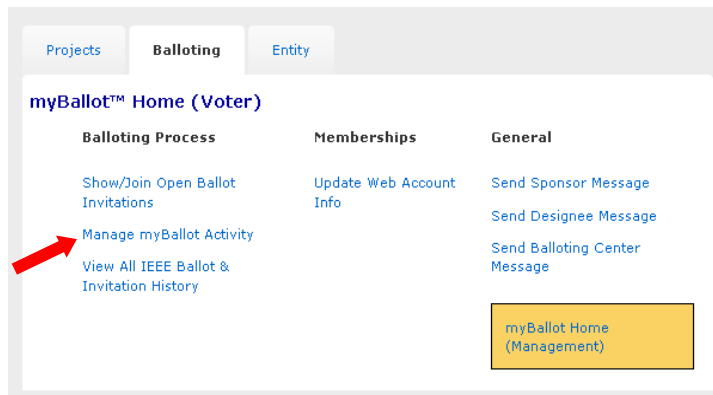 Projects
Balloting
Entity
myBallot™ Home (Voter)
Balloting Process
Show/Join Open Ballot
Invitations
Manage myBallot Activity
View All IEEE Ballot &
Invitation History
Memberships
Update Web Account
Info
General
Send Sponsor Message
Send Designee Message
Send Balloting Center
Message
myBallot Home
(Management)